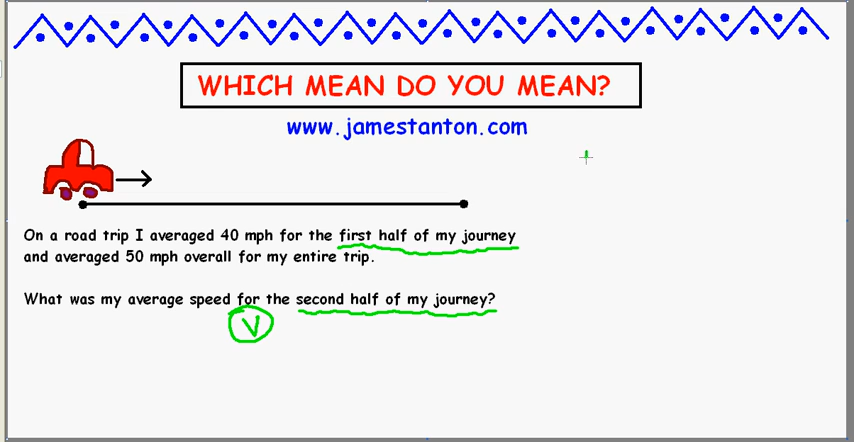 WHICH MEAN DO YOU MEAN?
www.jamestanton.com
On a road trip I averaged 40 mph for the first half of my journey
and averaged 50 mph overall for my entire trip.
What was my average speed for the second half of my journey?
V